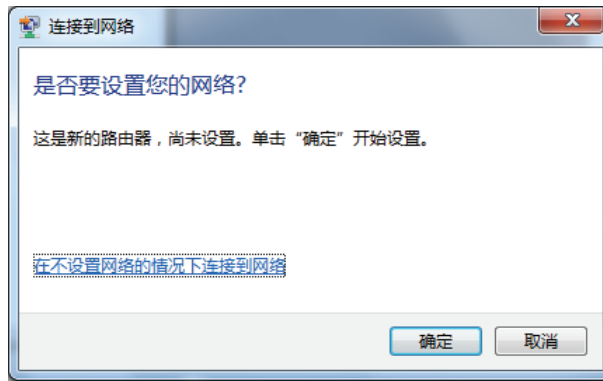 连接到网络
是否要设置您的网络?
这是新的路由器，尚未设置。单击“确定”开始设置。
在不设置网络的情况下连接到网络
确定
取消